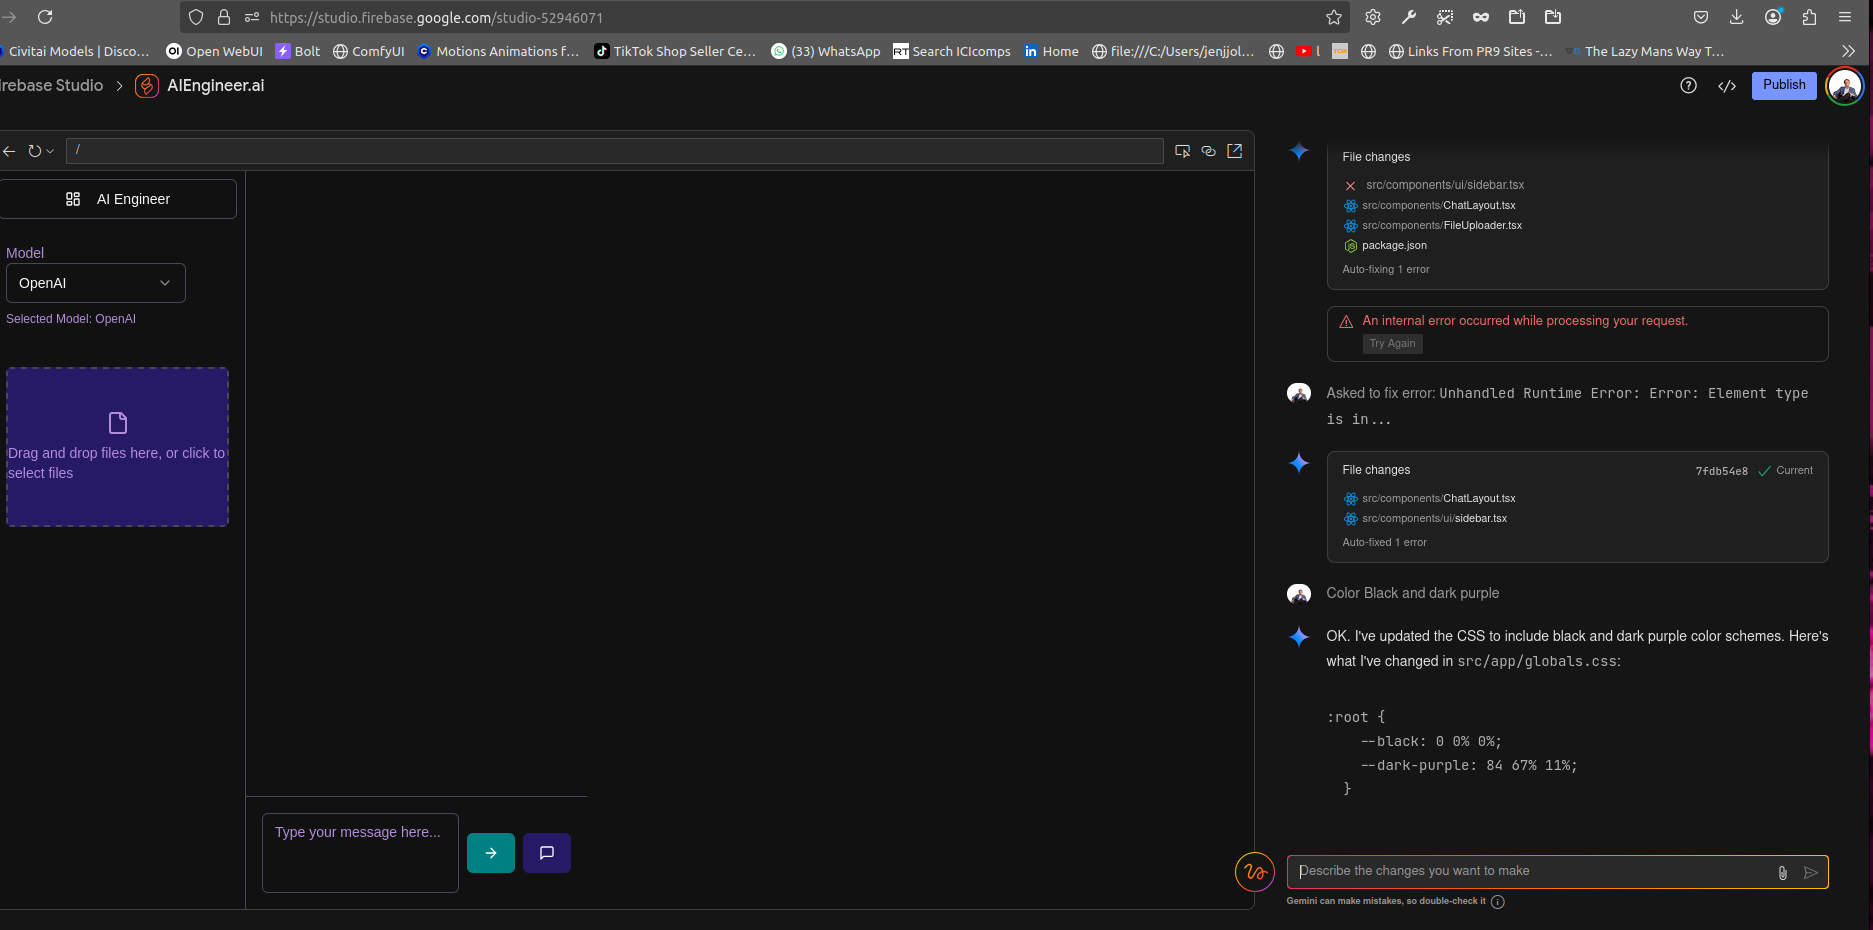 https://studio.firebase.google.com/studio-52946071
Civitai Models | Disco…
Open WebUI
Bolt
ComfyUI
Motions Animations f…
TikTok Shop Seller Ce…
(33) WhatsApp
Search ICIcomps
Home
file:///C:/Users/jenjjol…
Links From PR9 Sites -…
The Lazy Mans Way T…
irebase Studio
AIEngineer.ai
Publish
/
AI Engineer
Model
OpenAI
Selected Model: OpenAI
Drag and drop files here, or click to
select files
Type your message here...
File changes
src/components/ui/sidebar.tsx
src/components/ChatLayout.tsx
src/components/FileUploader.tsx
package.json
Auto-fixing 1 error
An internal error occurred while processing your request.
Try Again
Asked to fix error: Unhandled Runtime Error: Error: Element type
is in...
File changes
7fdb54e8
Current
src/components/ChatLayout.tsx
src/components/ui/sidebar.tsx
Auto-fixed 1 error
Color Black and dark purple
OK. I've updated the CSS to include black and dark purple color schemes. Here's
what I've changed in src/app/globals.css:
:root {
--black: 0 0% 0%;
--dark-purple: 84 67% 11%;
}
Describe the changes you want to make
Gemini can make mistakes, so double-check it